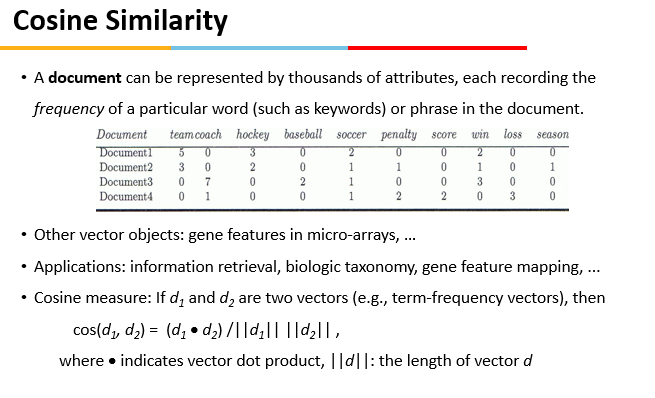 Cosine Similarity
• A document can be represented by thousands of attributes, each recording the
frequency of a particular word (such as keywords) or phrase in the document.
Document team coach hockey baseball soccer penalty score win loss season
Document1 5 0 3 0 2 0 0 2 0 0
Document2 3 0 2 0 1 1 0 1 0 1
Document3 0 7 0 2 1 0 0 3 0 0
Document4 0 1 0 0 1 2 2 0 3 0
• Other vector objects: gene features in micro-arrays, ...
• Applications: information retrieval, biologic taxonomy, gene feature mapping, ...
• Cosine measure: If d1 and d2 are two vectors (e.g., term-frequency vectors), then
cos(d1, d2) = (d1 • d2) /||d1|| ||d2|| ,
where • indicates vector dot product, ||d||: the length of vector d